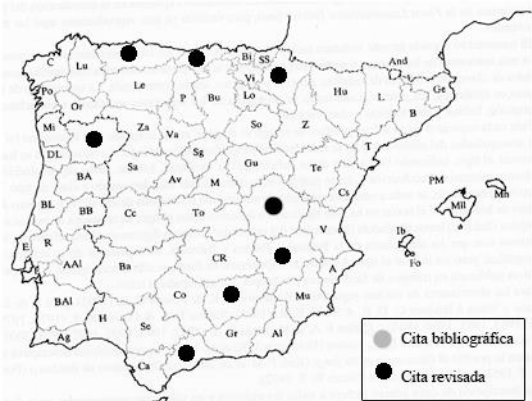 C Lu Bi SS And
Po Or Le P Bu Vi Lo Hu L Ge
Mi Za Va So Z B
DL Sg T
BA Sa Av M Gu Te
BL BB Cc To Cs PM Mll Mn
E R V Ib
AAl Ba CR A Fo
BAl Co Mu
Ag H Se Gr Al
Ca
Cita bibliográfica
Cita revisada